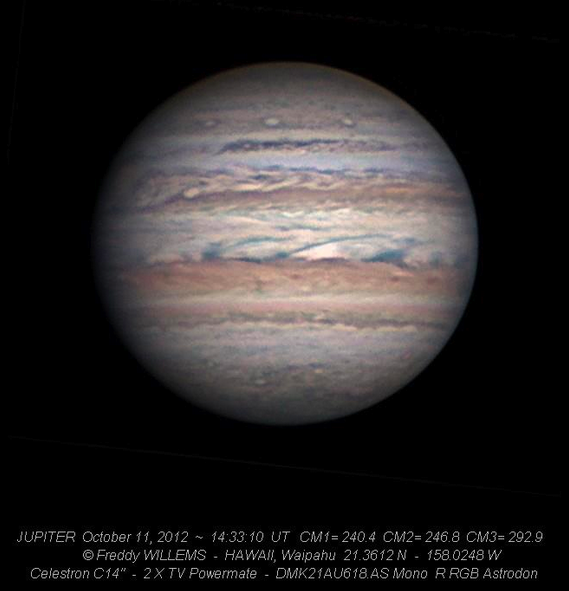 JUPITER October 11, 2012 ~ 14:33:10 UT CM1= 240.4 CM2= 246.8 CM3= 292.9
© Freddy WILLEMS - HAWAII, Waipahu 21.3612 N - 158.0248 W
Celestron C14" - 2 X TV Powermate - DMK21AU618.AS Mono R RGB Astrodon